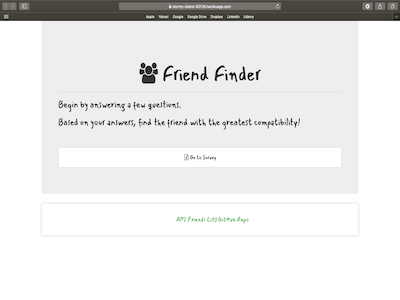 stormy-island-50129.herokuapp.com
Apple Yahoo Google Google Drive Dropbox LinkedIn Udemy
Friend Finder
Begin by answering a few questions.
Based on your answers, find the friend with the greatest compatibility!
Go to Survey
API Friends List| GitHub Repo